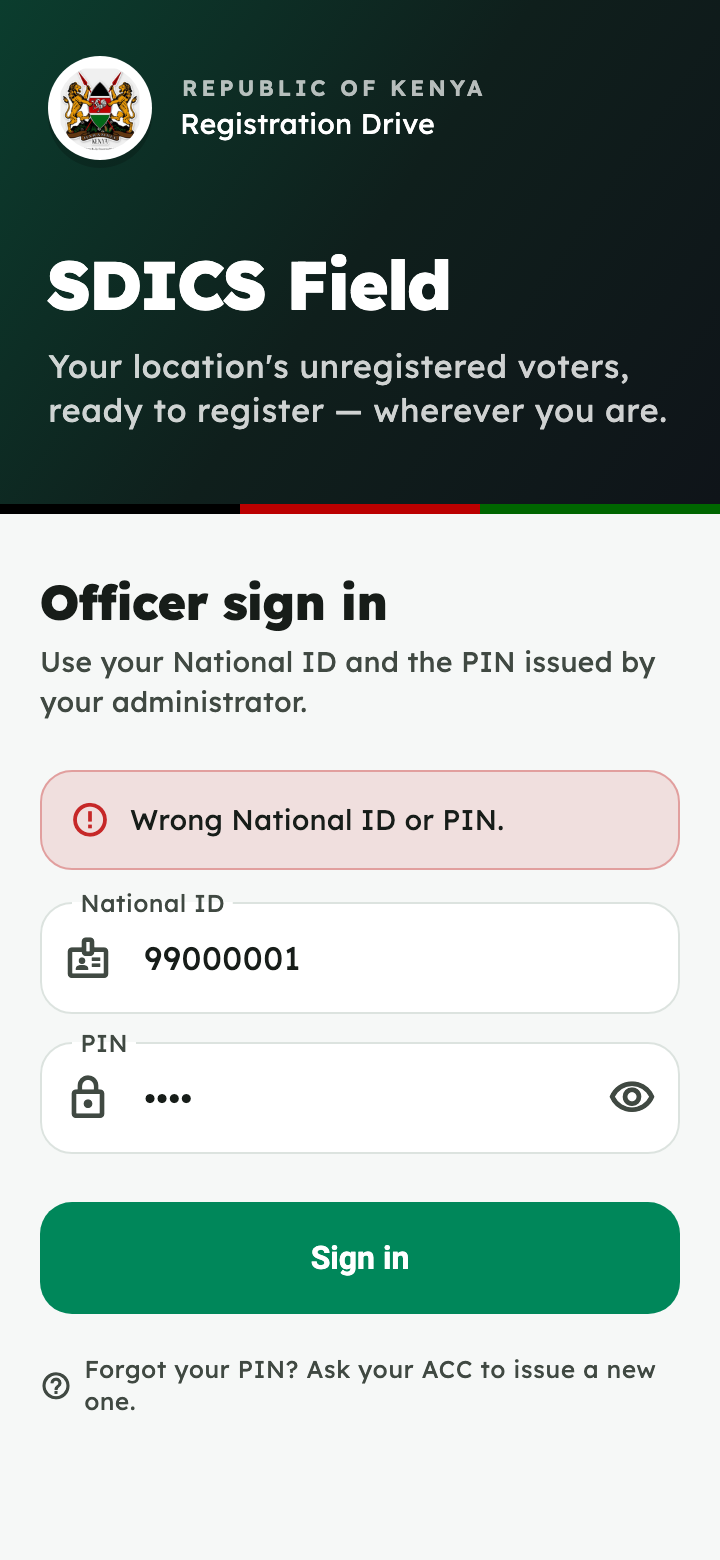 REPUBLIC OF KENYA
Registration Drive
SDICS Field
Your location's unregistered voters,
ready to register — wherever you are.
Officer sign in
Use your National ID and the PIN issued by
your administrator.
Wrong National ID or PIN.
National ID
99000001
PIN
••••
Sign in
Forgot your PIN? Ask your ACC to issue a new
one.